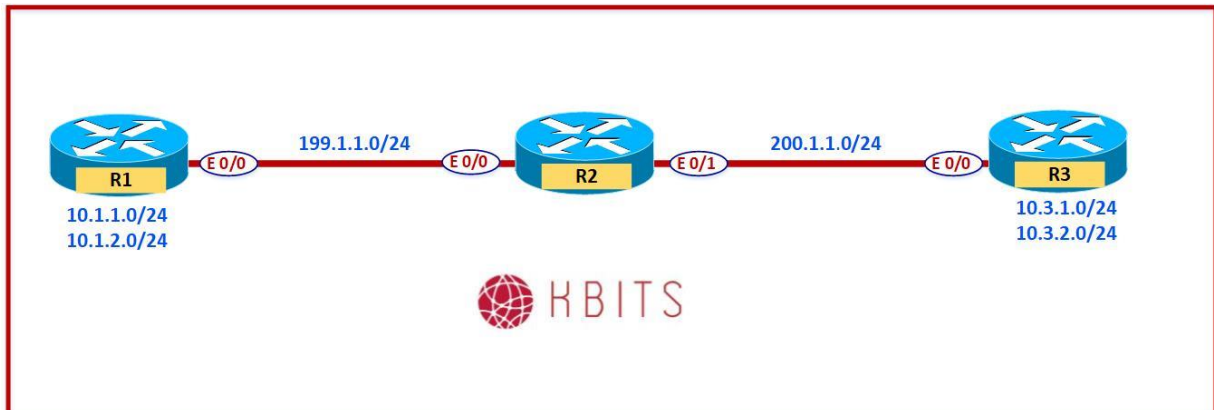 199.1.1.0/24
200.1.1.0/24
E 0/0
E 0/0
E 0/1
E 0/0
R1
R2
R3
10.1.1.0/24
10.1.2.0/24
10.3.1.0/24
10.3.2.0/24
KBITS